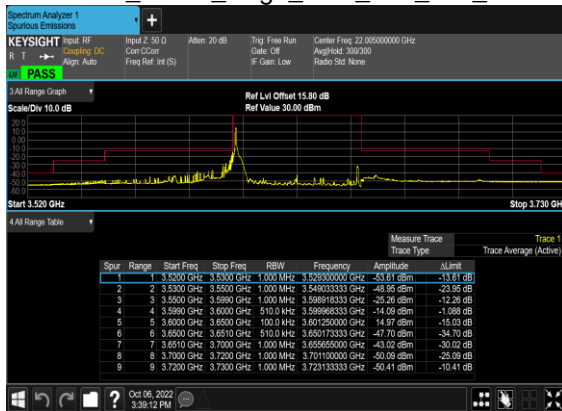 Spectrum Analyzer 1
Spurious Emissions
+
KEYSIGHT Input: RF Input Z: 50 Ω Atten: 20 dB Trig: Free Run Center Freq: 22.005000000 GHz
R T Coupling: DC Corr CCorr Gate: Off Avg|Hold: 300/300
Align: Auto Freq Ref: Int (S) IF Gain: Low Radio Std: None
PASS
3 All Range Graph
Ref Lvl Offset 15.80 dB
Scale/Div 10.0 dB Ref Value 30.00 dBm
20.0
10.0
0.00
-10.0
-20.0
-30.0
-40.0
-50.0
-60.0
Start 3.520 GHz Stop 3.730 GH
4 All Range Table
Measure Trace Trace 1
Trace Type Trace Average (Active)
Spur Range Start Freq Stop Freq RBW Frequency Amplitude ΔLimit
1 1 3.5200 GHz 3.5300 GHz 1.000 MHz 3.529300000 GHz -53.61 dBm -13.61 dB
2 2 3.5300 GHz 3.5500 GHz 1.000 MHz 3.549033333 GHz -48.95 dBm -23.95 dB
3 3 3.5500 GHz 3.5990 GHz 1.000 MHz 3.598918333 GHz -25.26 dBm -12.26 dB
4 4 3.5990 GHz 3.6000 GHz 510.0 kHz 3.599968333 GHz -14.09 dBm -1.088 dB
5 5 3.6000 GHz 3.6500 GHz 100.0 kHz 3.601250000 GHz 14.97 dBm -15.03 dB
6 6 3.6500 GHz 3.6510 GHz 510.0 kHz 3.650173333 GHz -47.70 dBm -34.70 dB
7 7 3.6510 GHz 3.7000 GHz 1.000 MHz 3.655655000 GHz -43.02 dBm -30.02 dB
8 8 3.7000 GHz 3.7200 GHz 1.000 MHz 3.701100000 GHz -50.09 dBm -25.09 dB
9 9 3.7200 GHz 3.7300 GHz 1.000 MHz 3.723133333 GHz -50.41 dBm -10.41 dB
? Oct 06, 2022
3:39:12 PM